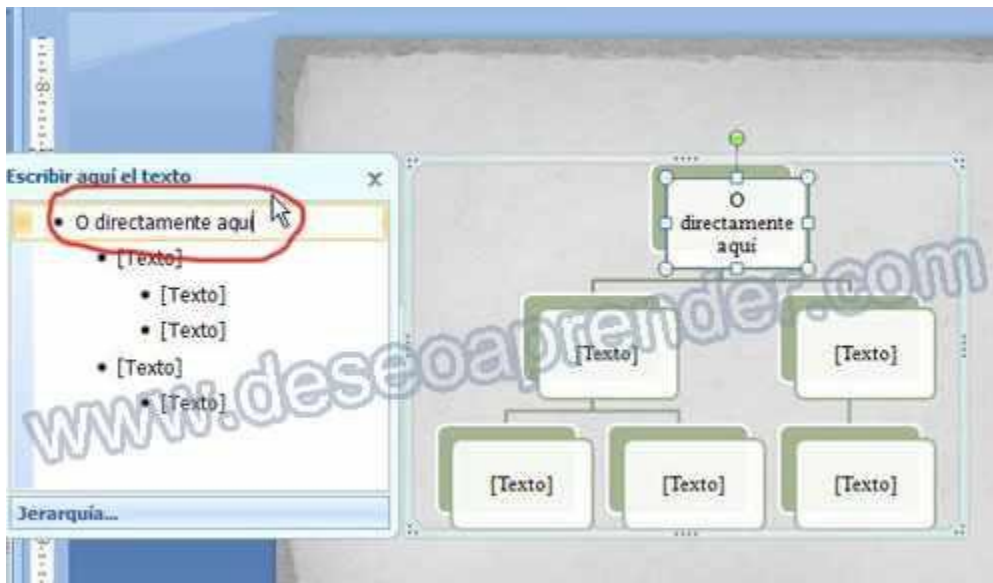 8
Escribir aquí el texto
x
• O directamente aquí
• [Texto]
• [Texto]
• [Texto]
• [Texto]
• [Texto]
Jerarquía...
O
directamente
aquí
[Texto]
[Texto]
[Texto]
[Texto]
[Texto]
www.deseoaprender.com